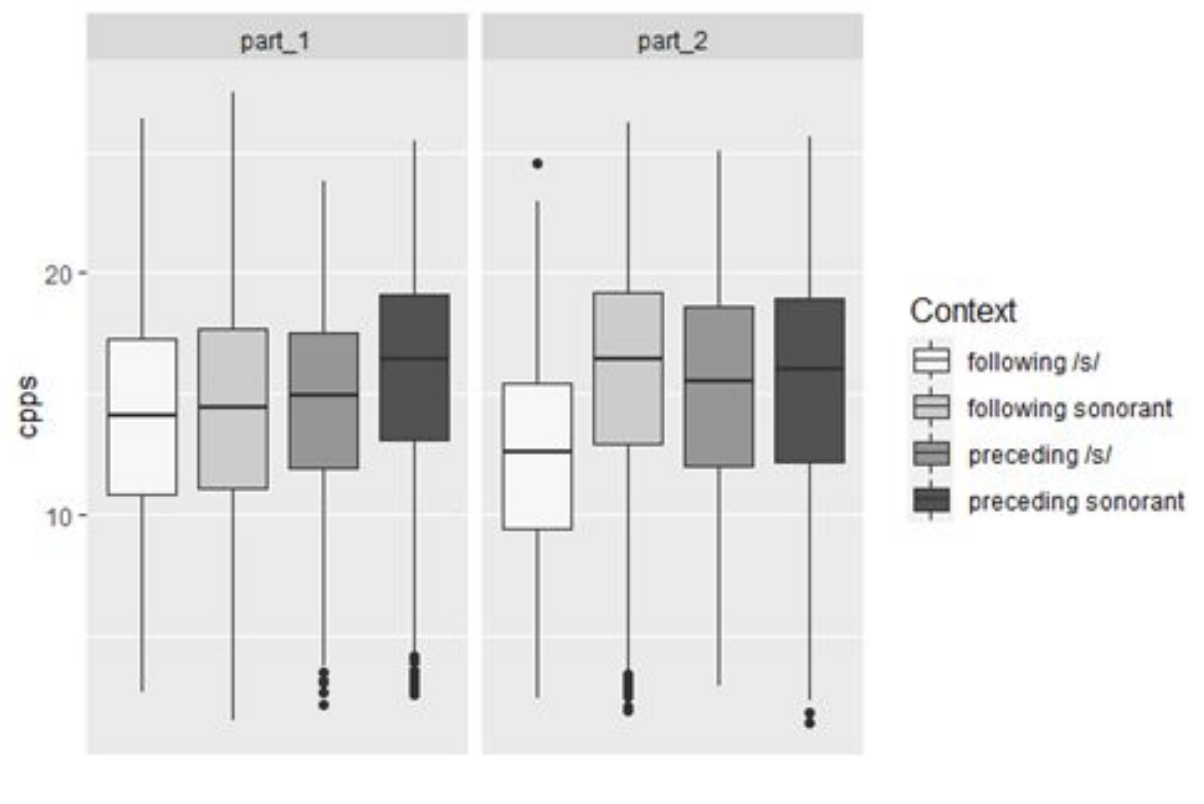 part_1
part_2
20
10
cpps
Context
following /s/
following sonorant
preceding /s/
preceding sonorant